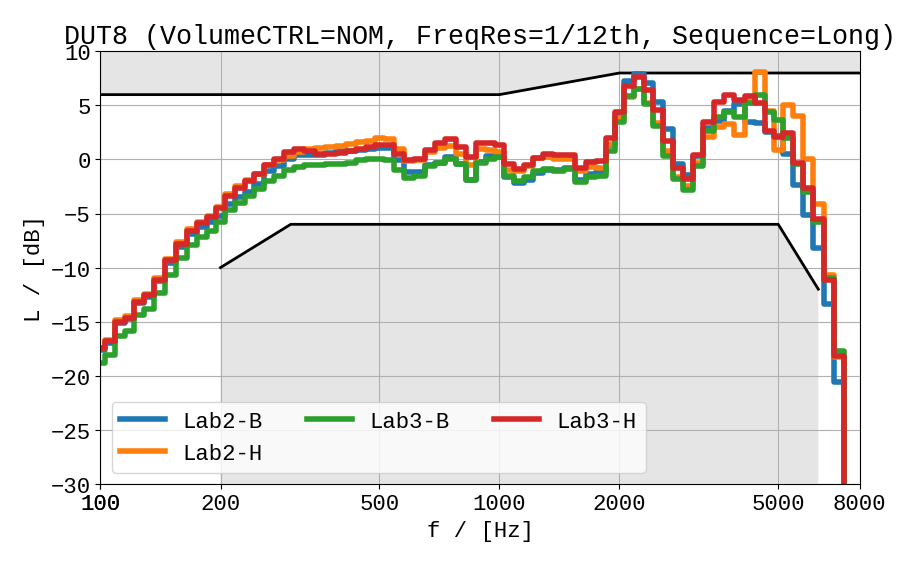 DUT8 (VolumeCTRL=NOM, FreqRes=1/12th, Sequence=Long)
10
5
0
−5
−10
−15
−20
−25
−30
L / [dB]
Lab2-B
Lab2-H
Lab3-B
Lab3-H
100 200 500 1000 2000 5000 8000
f / [Hz]